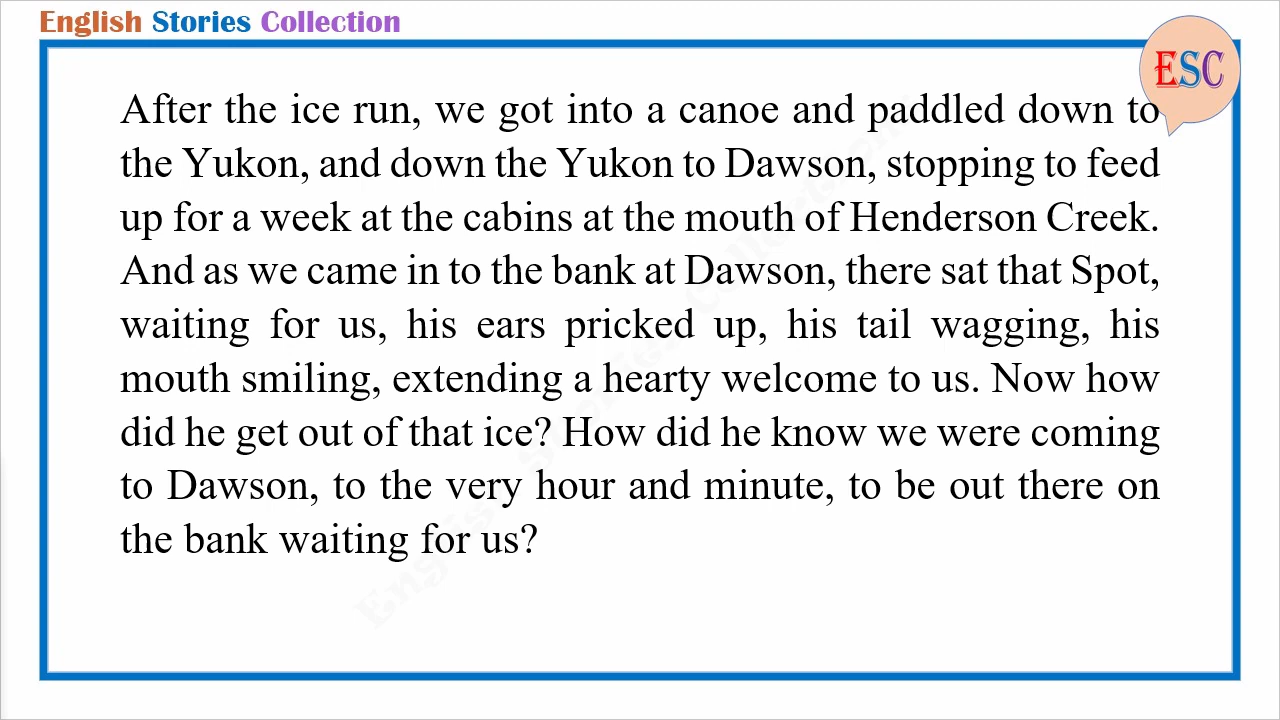 English Stories Collection
ESC
After the ice run, we got into a canoe and paddled down to
the Yukon, and down the Yukon to Dawson, stopping to feed
up for a week at the cabins at the mouth of Henderson Creek.
And as we came in to the bank at Dawson, there sat that Spot,
waiting for us, his ears pricked up, his tail wagging, his
mouth smiling, extending a hearty welcome to us. Now how
did he get out of that ice? How did he know we were coming
to Dawson, to the very hour and minute, to be out there on
the bank waiting for us?
English Stories Collection